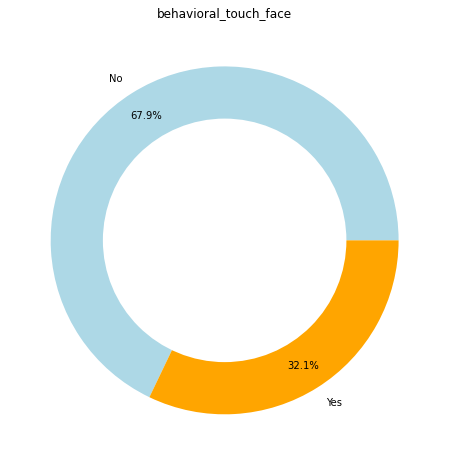 behavioral_touch_face
No
67.9%
32.1%
Yes